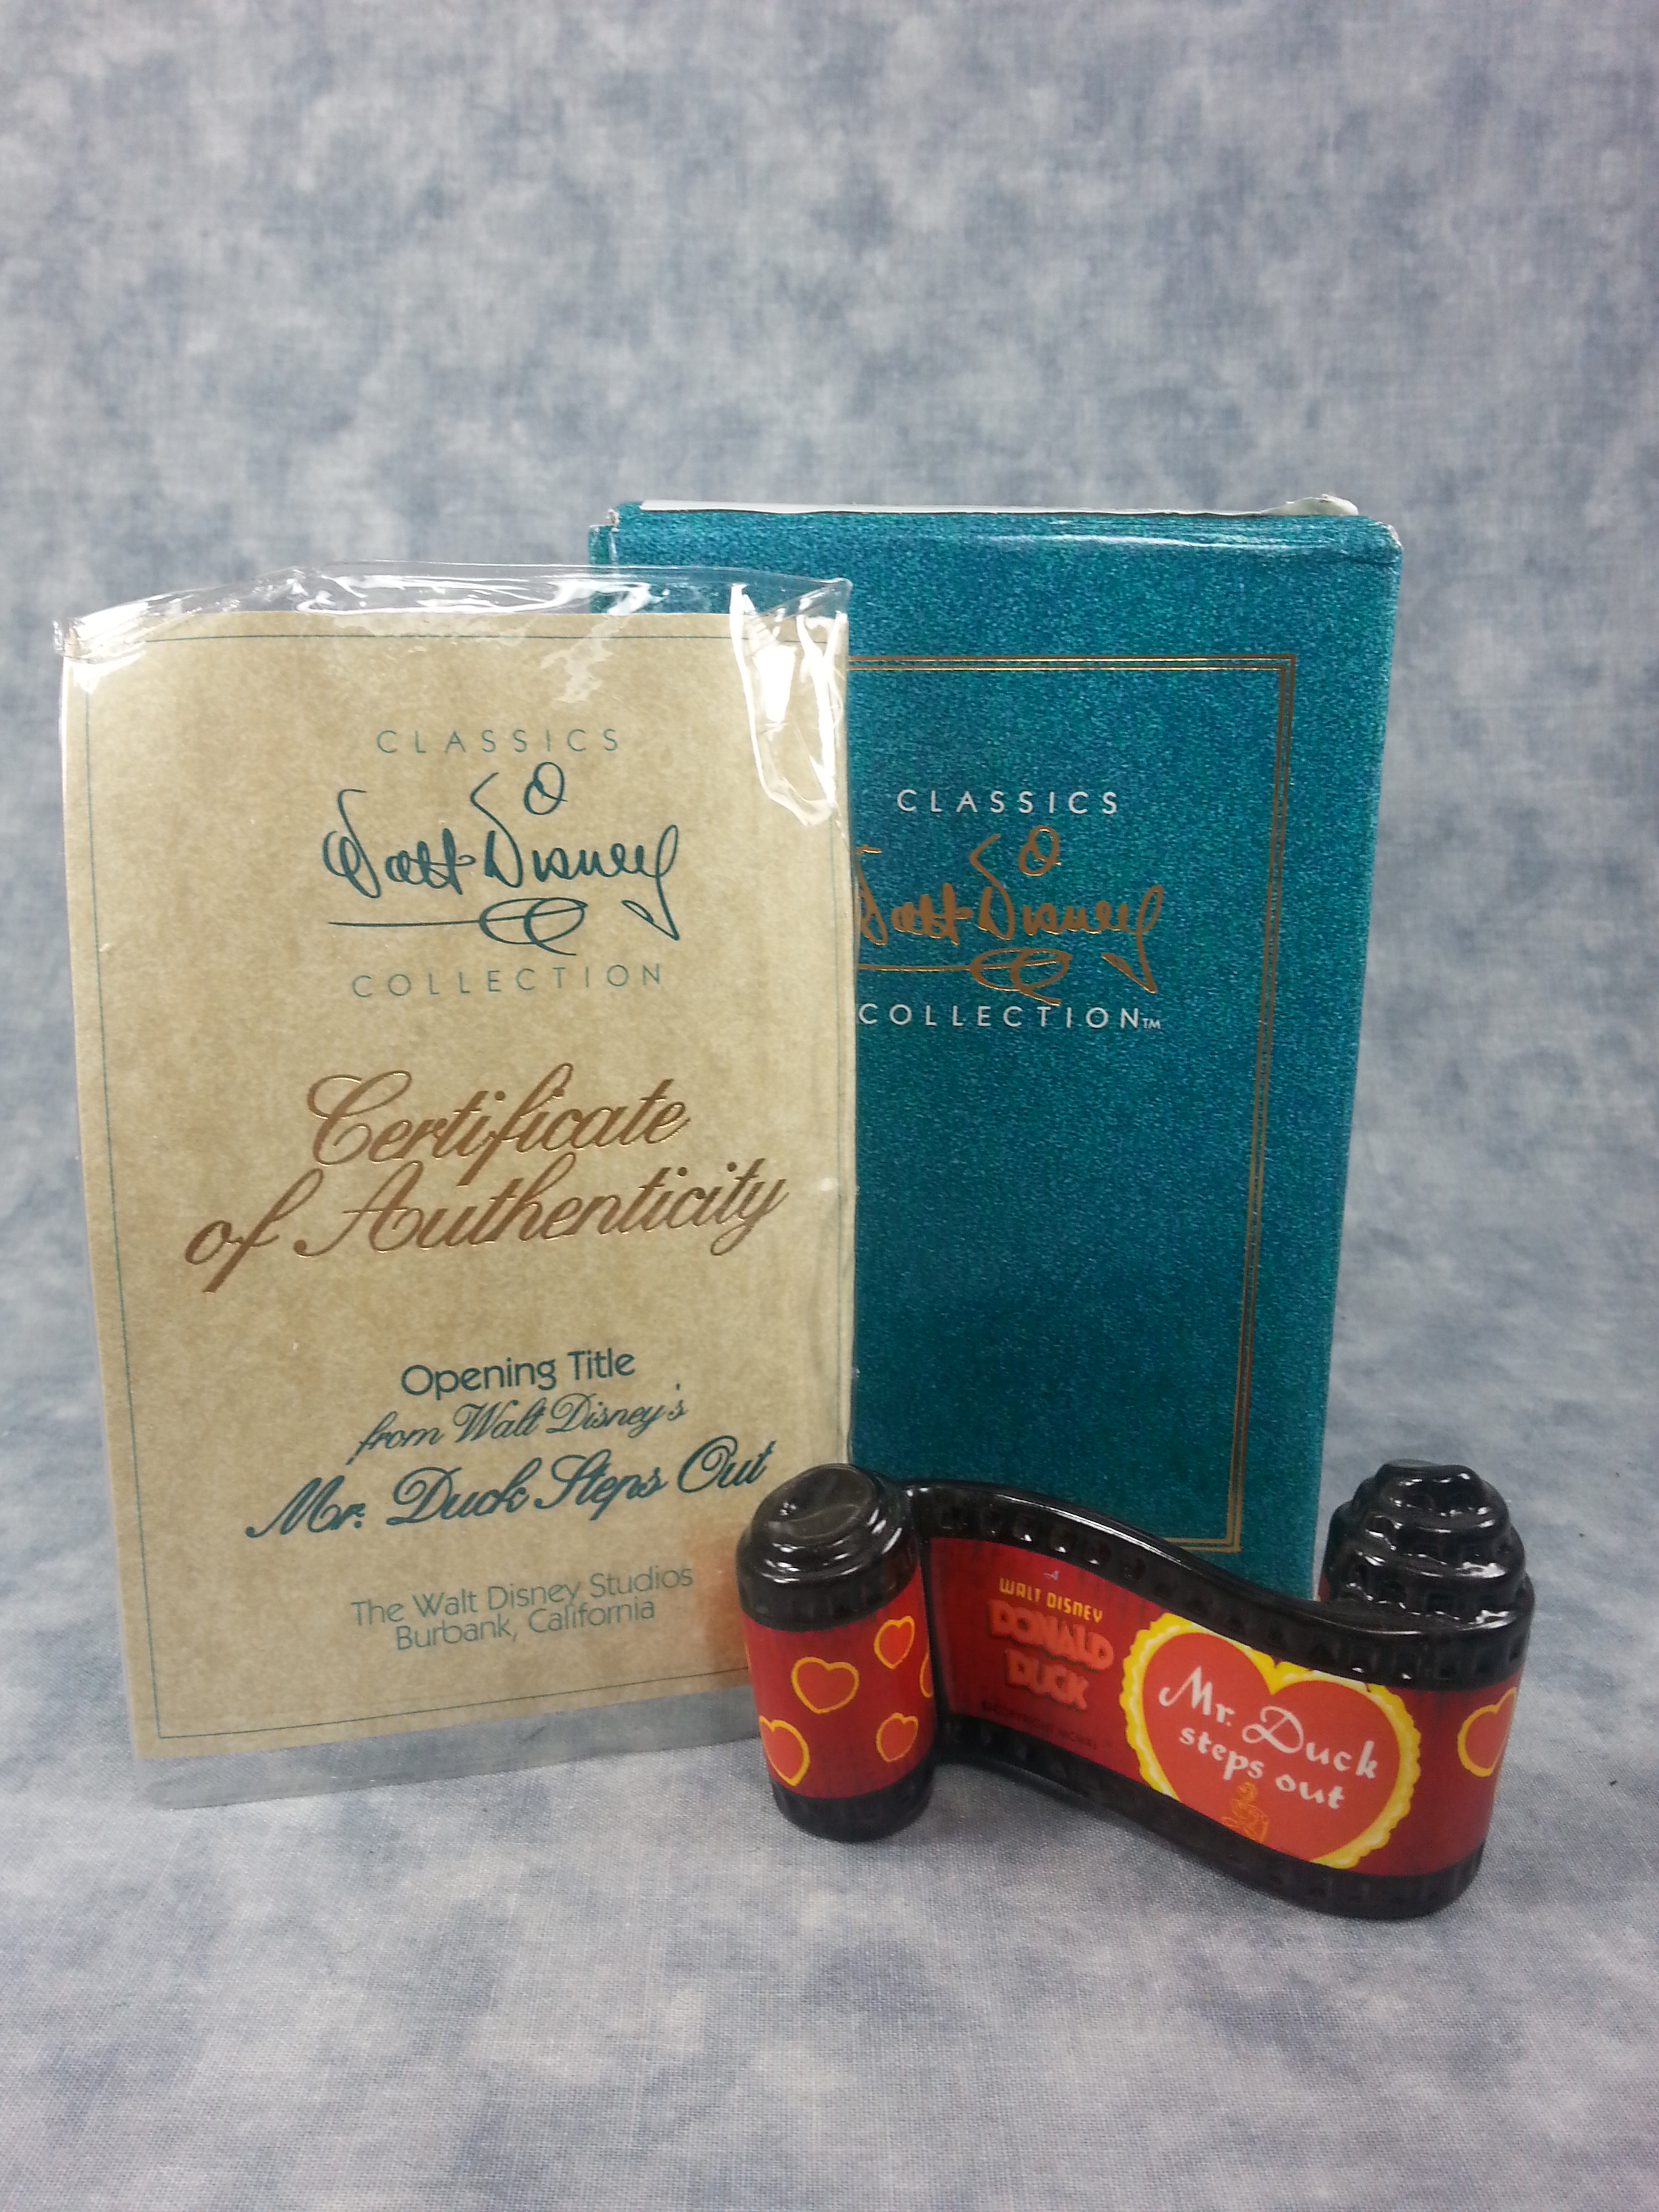 CLASSICS
Walt Disney
COLLECTION
Certificate
of Authenticity
Opening Title
from Walt Disney's
Mr. Duck Steps Out
The Walt Disney Studios
Burbank, California
CLASSICS
Walt Disney
COLLECTION™
A
WALT DISNEY
DONALD
DUCK
Mr. Duck
steps out